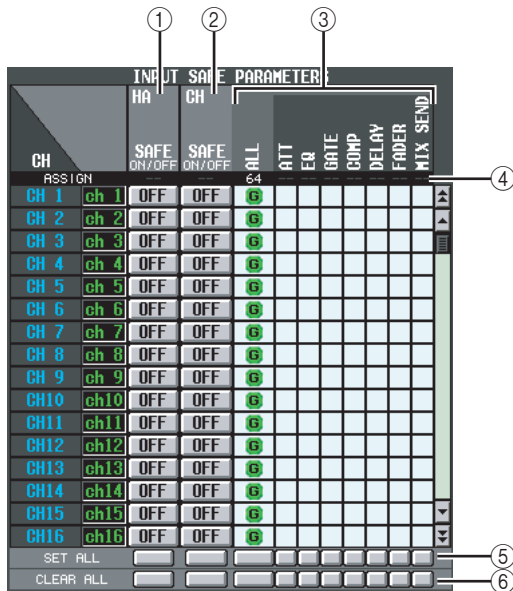 ① ② ③
INPUT SAFE PARAMETERS
HA CH
SAFE SAFE
ON/OFF ON/OFF
ALL ATT EQ GATE COMP DELAY FADER MIX SEND
CH
ASSIGN -- -- 64 -- -- -- -- -- -- -- ④
CH 1 ch 1 OFF OFF G
CH 2 ch 2 OFF OFF G
CH 3 ch 3 OFF OFF G
CH 4 ch 4 OFF OFF G
CH 5 ch 5 OFF OFF G
CH 6 ch 6 OFF OFF G
CH 7 ch 7 OFF OFF G
CH 8 ch 8 OFF OFF G
CH 9 ch 9 OFF OFF G
CH10 ch10 OFF OFF G
CH11 ch11 OFF OFF G
CH12 ch12 OFF OFF G
CH13 ch13 OFF OFF G
CH14 ch14 OFF OFF G
CH15 ch15 OFF OFF G
CH16 ch16 OFF OFF G
SET ALL ⑤
CLEAR ALL ⑥